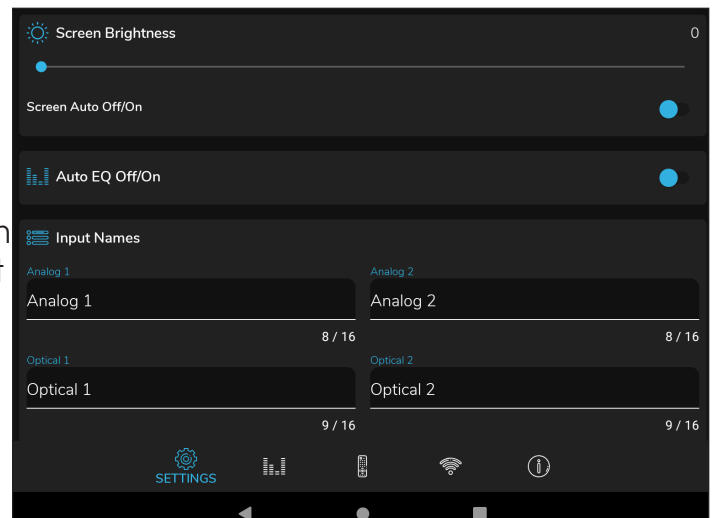 Screen Brightness 0
Screen Auto Off/On
Auto EQ Off/On
Input Names
Analog 1 Analog 2
Analog 1 Analog 2
8 / 16 8 / 16
Optical 1 Optical 2
Optical 1 Optical 2
9 / 16 9 / 16
SETTINGS